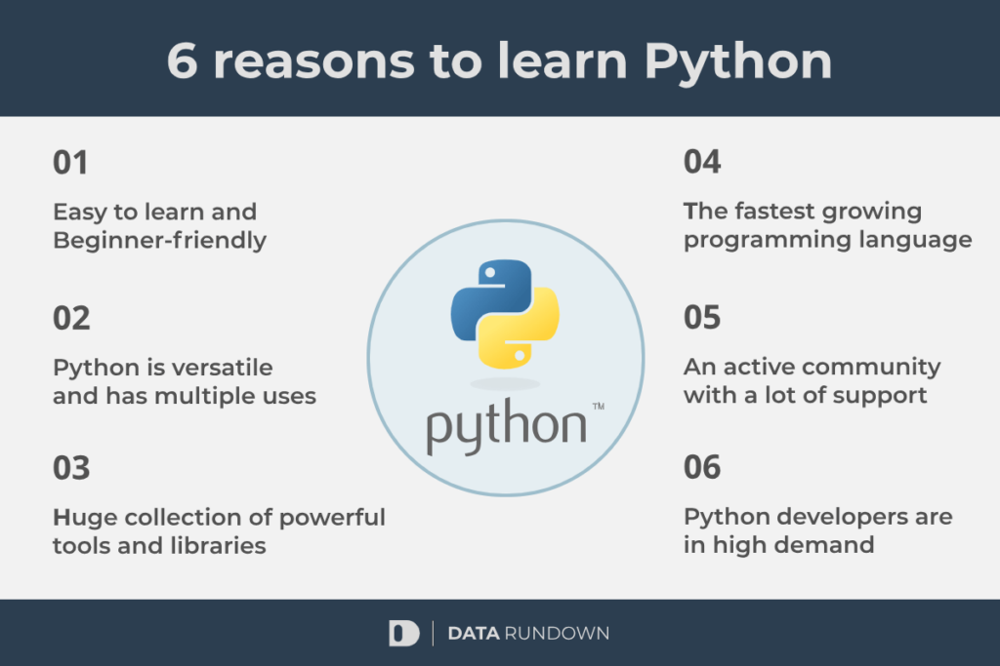 6 reasons to learn Python
01
Easy to learn and
Beginner-friendly
02
Python is versatile
and has multiple uses
03
Huge collection of powerful
tools and libraries
python™
04
The fastest growing
programming language
05
An active community
with a lot of support
06
Python developers are
in high demand
DATA RUNDOWN